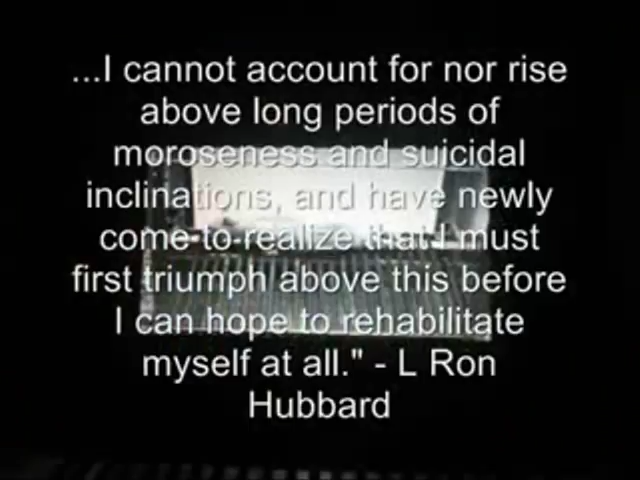 ...I cannot account for nor rise
above long periods of
moroseness and suicidal
inclinations, and have newly
come to realize that I must
first triumph above this before
I can hope to rehabilitate
myself at all." - L Ron
Hubbard